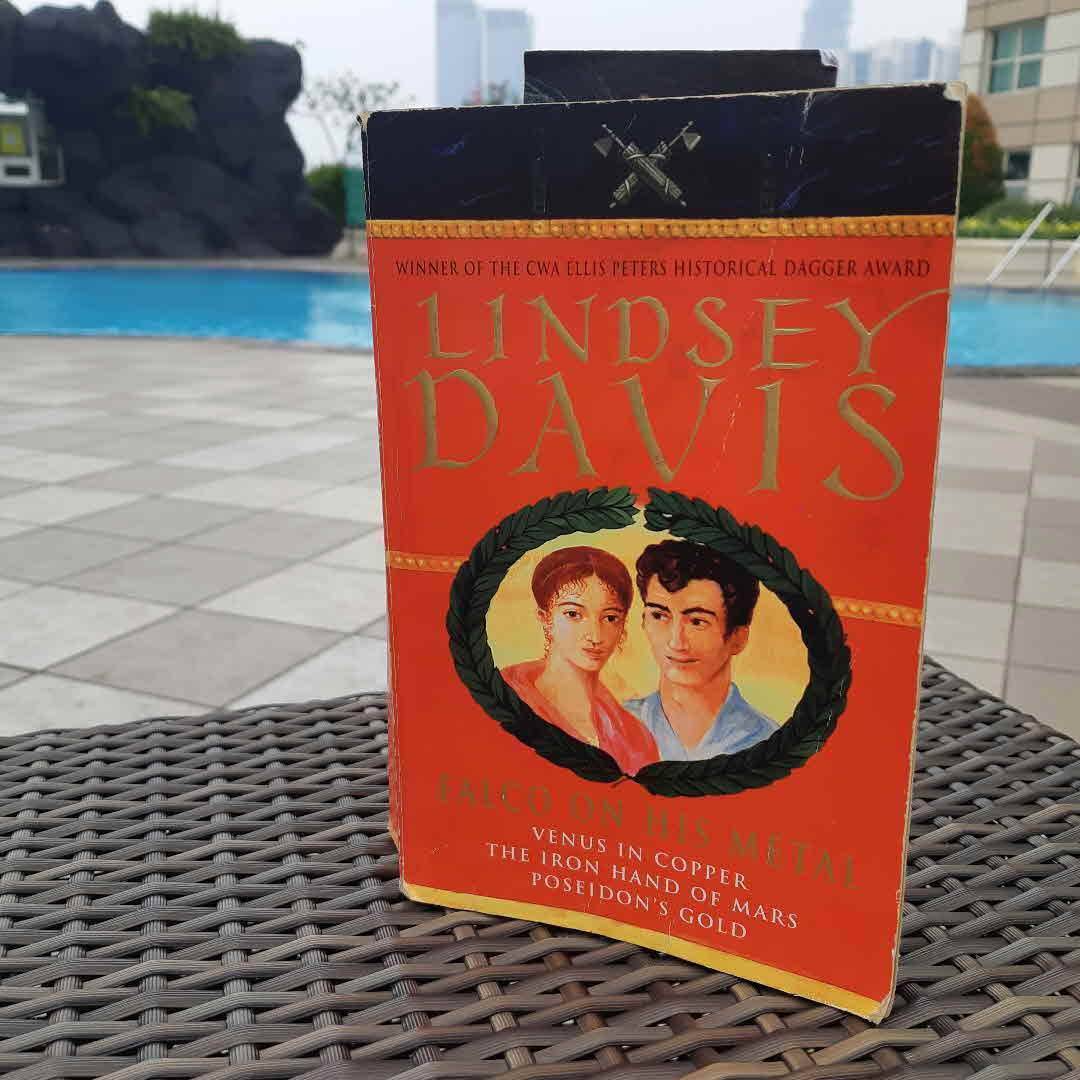 WINNER OF THE CWA ELLIS PETERS HISTORICAL DAGGER AWARD
LINDSEY
DAVIS
FALCO ON HIS METAL
VENUS IN COPPER
THE IRON HAND OF MARS
POSEIDON'S GOLD